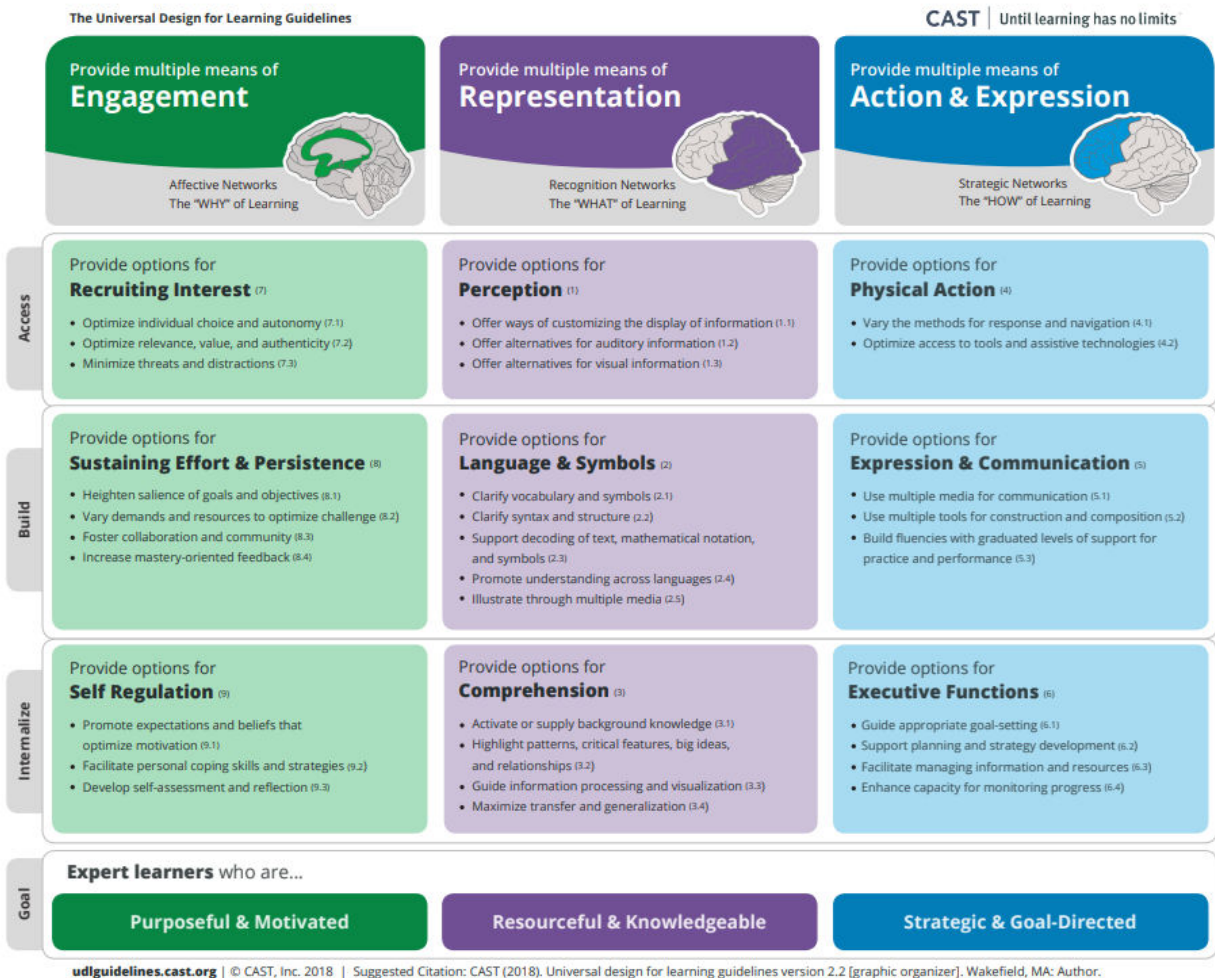 The Universal Design for Learning Guidelines
CAST | Until learning has no limits
Provide multiple means of
Engagement
Affective Networks
The "WHY" of Learning
Provide multiple means of
Representation
Recognition Networks
The "WHAT" of Learning
Provide multiple means of
Action & Expression
Strategic Networks
The "HOW" of Learning
Access
Provide options for
Recruiting Interest (7)
• Optimize individual choice and autonomy (7.1)
• Optimize relevance, value, and authenticity (7.2)
• Minimize threats and distractions (7.3)
Provide options for
Perception (1)
• Offer ways of customizing the display of information (1.1)
• Offer alternatives for auditory information (1.2)
• Offer alternatives for visual information (1.3)
Provide options for
Physical Action (4)
• Vary the methods for response and navigation (4.1)
• Optimize access to tools and assistive technologies (4.2)
Build
Provide options for
Sustaining Effort & Persistence (8)
• Heighten salience of goals and objectives (8.1)
• Vary demands and resources to optimize challenge (8.2)
• Foster collaboration and community (8.3)
• Increase mastery-oriented feedback (8.4)
Provide options for
Language & Symbols (2)
• Clarify vocabulary and symbols (2.1)
• Clarify syntax and structure (2.2)
• Support decoding of text, mathematical notation,
and symbols (2.3)
• Promote understanding across languages (2.4)
• Illustrate through multiple media (2.5)
Provide options for
Expression & Communication (5)
• Use multiple media for communication (5.1)
• Use multiple tools for construction and composition (5.2)
• Build fluencies with graduated levels of support for
practice and performance (5.3)
Internalize
Provide options for
Self Regulation (9)
• Promote expectations and beliefs that
optimize motivation (9.1)
• Facilitate personal coping skills and strategies (9.2)
• Develop self-assessment and reflection (9.3)
Provide options for
Comprehension (3)
• Activate or supply background knowledge (3.1)
• Highlight patterns, critical features, big ideas,
and relationships (3.2)
• Guide information processing and visualization (3.3)
• Maximize transfer and generalization (3.4)
Provide options for
Executive Functions (6)
• Guide appropriate goal-setting (6.1)
• Support planning and strategy development (6.2)
• Facilitate managing information and resources (6.3)
• Enhance capacity for monitoring progress (6.4)
Goal
Expert learners who are...
Purposeful & Motivated
Resourceful & Knowledgeable
Strategic & Goal-Directed
udlguidelines.cast.org | © CAST, Inc. 2018 | Suggested Citation: CAST (2018). Universal design for learning guidelines version 2.2 [graphic organizer]. Wakefield, MA: Author.